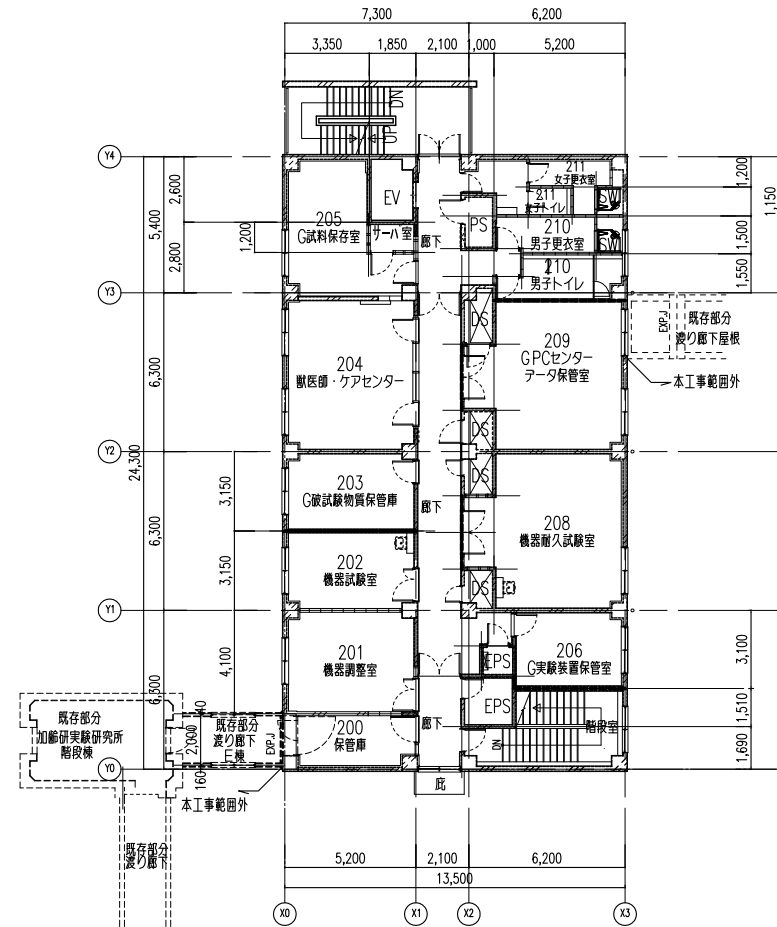 7,300
6,200
3,350
1,850
2,100
1,000
5,200
DN
UP
Y4
2,600
5,400
1,200
2,800
205
G試料保存室
EV
サーバ室
廊下
PS
211
女子更衣室
211
女子トイレ
SW
210
男子更衣室
SW
210
男子トイレ
1,200
1,150
1,500
1,550
Y3
DS
EXP.J
既存部分
渡り廊下屋根
本工事範囲外
204
獣医師・ケアセンター
209
GPCセンター
データ保管室
6,300
DS
Y2
24,300
DS
203
G破試験物質保管庫
3,150
廊下
208
機器耐久試験室
6,300
202
機器試験室
3,150
DS
Y1
201
機器調整室
4,100
EPS
206
G実験装置保管室
3,100
6,300
EPS
1,510
階段室
DN
1,690
既存部分
加齢研実験研究所
階段棟
40
2,000
160
既存部分
渡り廊下
E棟
EXP.J
200
保管庫
廊下
Y0
庇
本工事範囲外
既存部分
渡り廊下
5,200
2,100
6,200
13,500
X0
X1
X2
X3